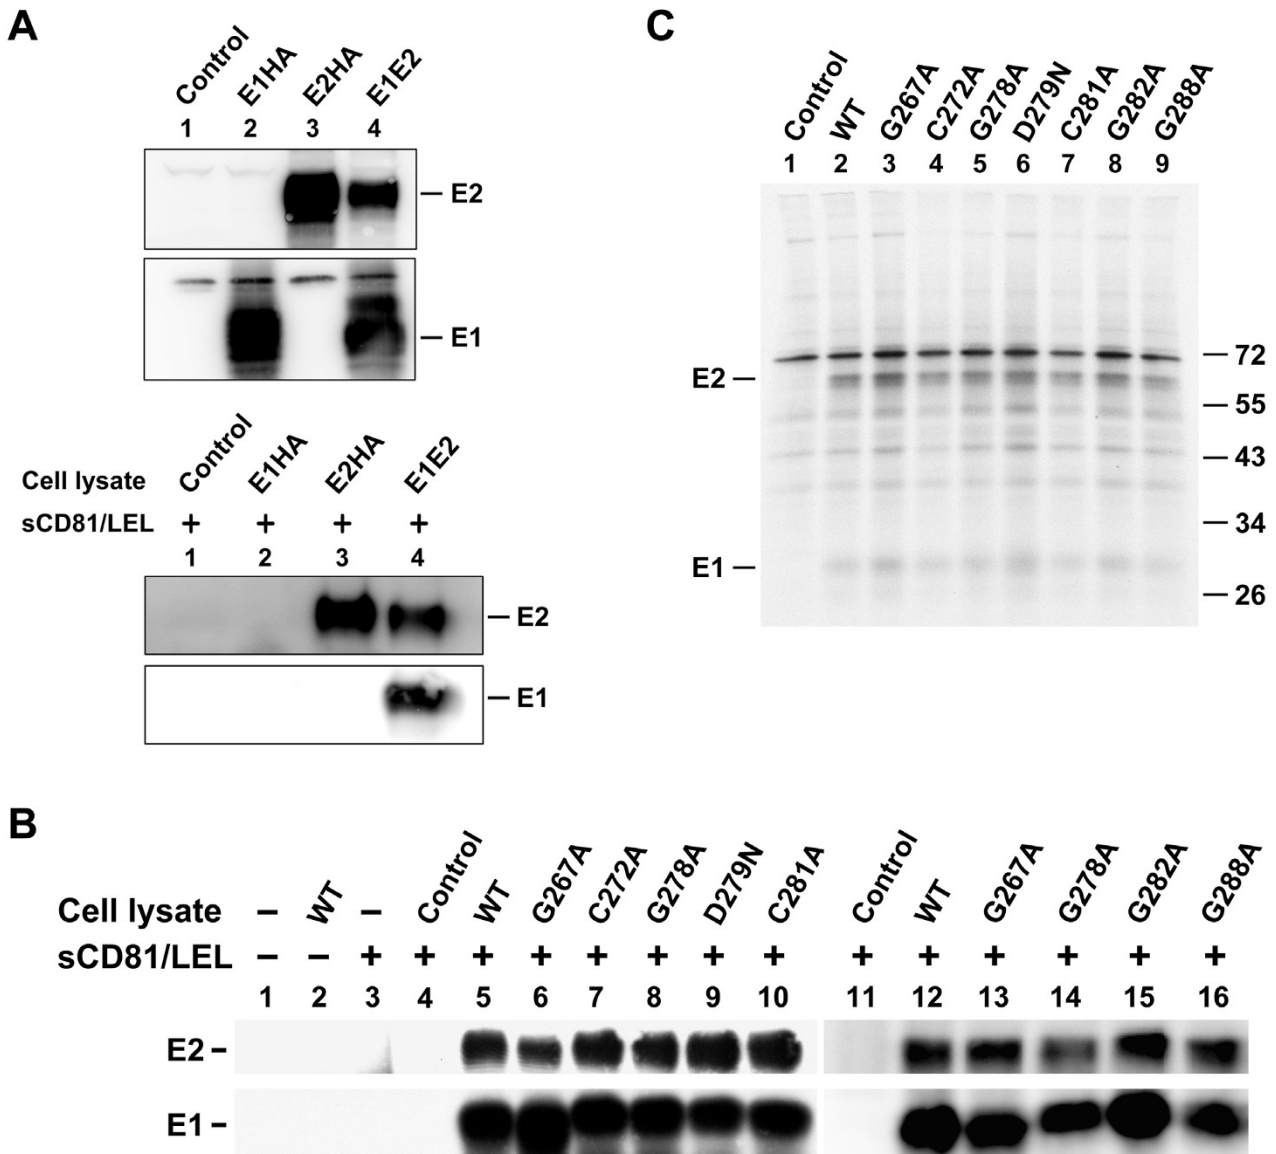 A
Control E1HA E2HA E1E2
1 2 3 4
E2
E1
Control E1HA E2HA E1E2
Cell lysate
sCD81/LEL + + + +
1 2 3 4
E2
E1
C
Control WT G267A C272A G278A D279N C281A G282A G288A
1 2 3 4 5 6 7 8 9
72
E2
55
43
34
E1
26
B
Cell lysate – WT – Control WT G267A C272A G278A D279N C281A Control WT G267A G278A G282A G288A
sCD81/LEL – – + + + + + + + + + + + + + +
1 2 3 4 5 6 7 8 9 10 11 12 13 14 15 16
E2
E1